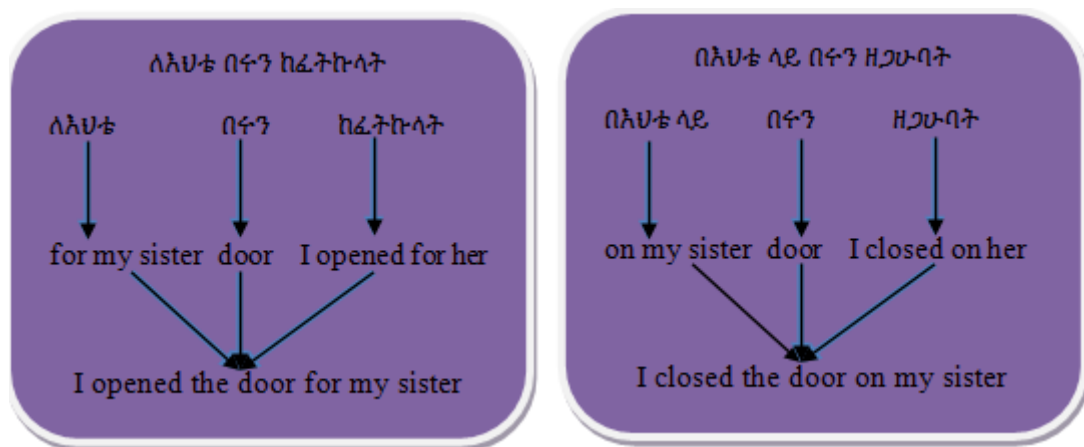 ለእህቴ በሩን ከፈትኩላት
ለእህቴ በሩን ከፈትኩላት
for my sister door I opened for her
I opened the door for my sister
በእህቴ ላይ በሩን ዘጋሁባት
በእህቴ ላይ በሩን ዘጋሁባት
on my sister door I closed on her
I closed the door on my sister